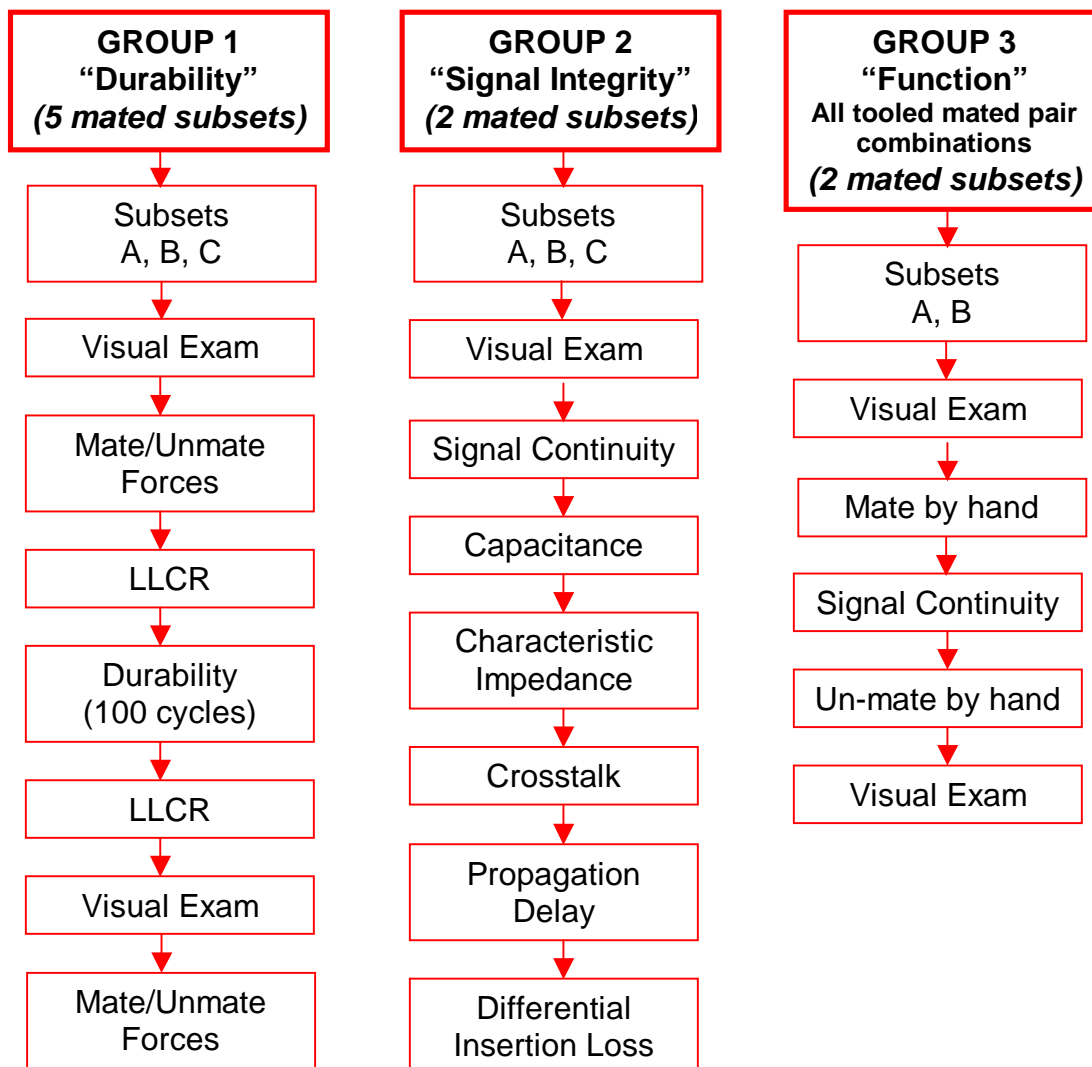 GROUP 1
“Durability”
(5 mated subsets)
Subsets
A, B, C
Visual Exam
Mate/Unmate
Forces
LLCR
Durability
(100 cycles)
LLCR
Visual Exam
Mate/Unmate
Forces
GROUP 2
“Signal Integrity”
(2 mated subsets)
Subsets
A, B, C
Visual Exam
Signal Continuity
Capacitance
Characteristic
Impedance
Crosstalk
Propagation
Delay
Differential
Insertion Loss
GROUP 3
“Function”
All tooled mated pair
combinations
(2 mated subsets)
Subsets
A, B
Visual Exam
Mate by hand
Signal Continuity
Un-mate by hand
Visual Exam